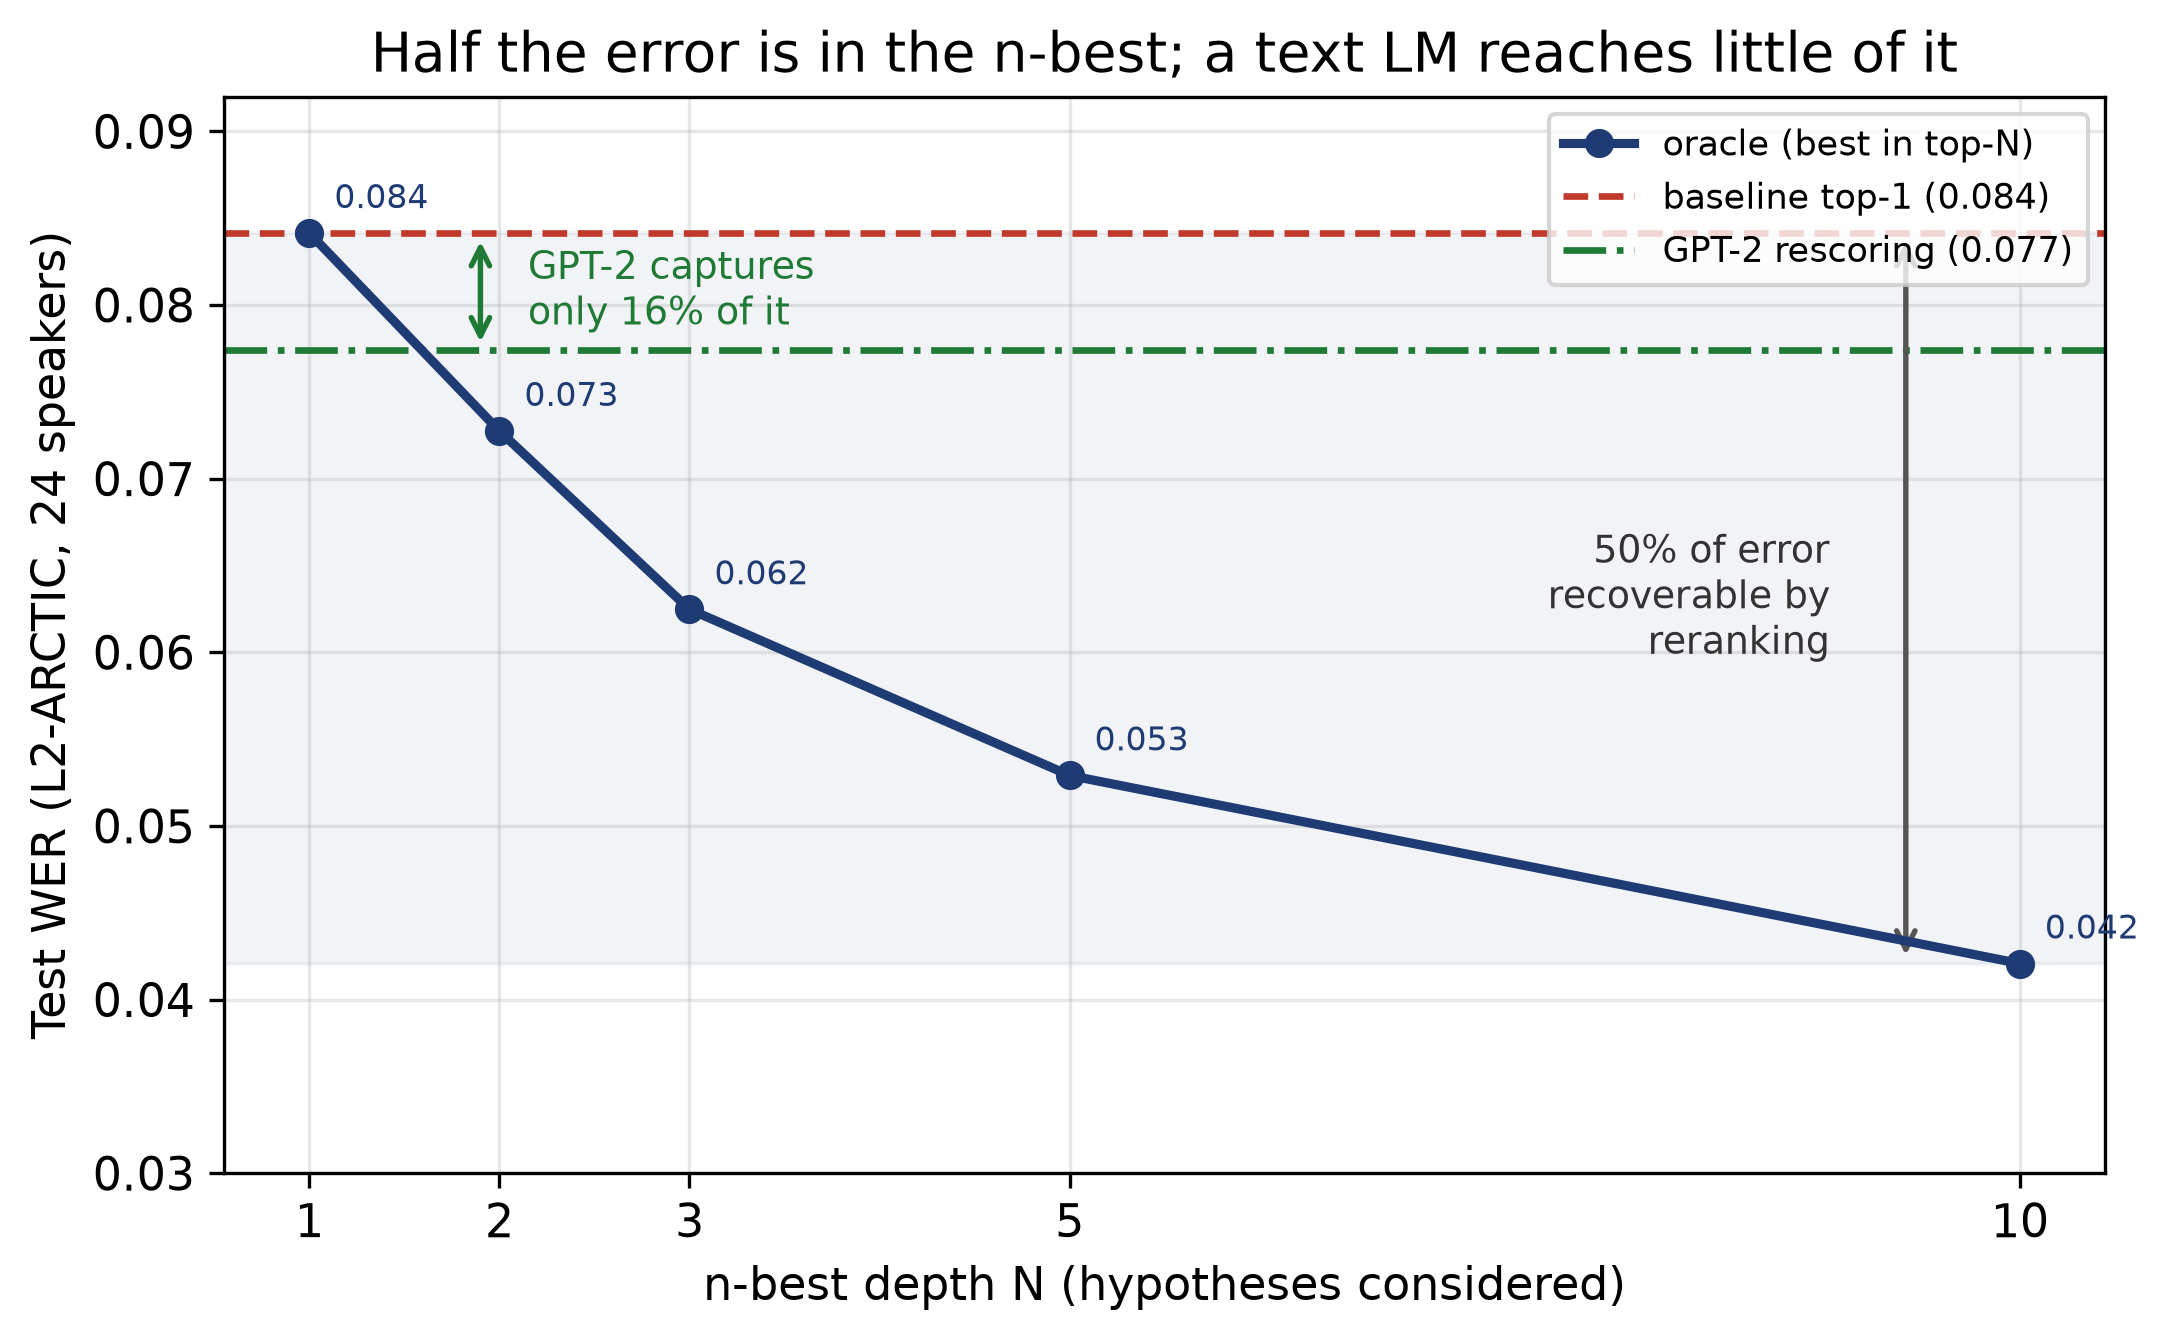 Half the error is in the n-best; a text LM reaches little of it
Test WER (L2-ARCTIC, 24 speakers)
0.09
0.08
0.07
0.06
0.05
0.04
0.03
oracle (best in top-N)
baseline top-1 (0.084)
GPT-2 rescoring (0.077)
0.084
GPT-2 captures
only 16% of it
0.073
0.062
50% of error
recoverable by
reranking
0.053
0.042
1
2
3
5
10
n-best depth N (hypotheses considered)